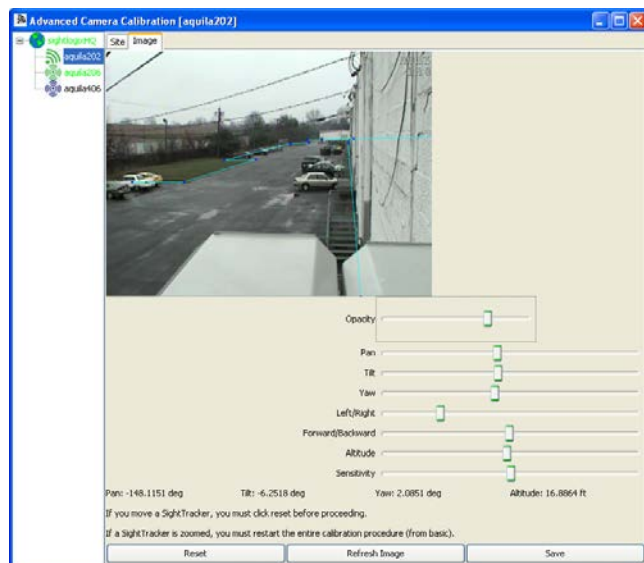 Advanced Camera Calibration [aquila202]
Site Image
aquila202
aquila206
aquila406
Opacity
Pan
Tilt
Yaw
Left/Right
Forward/Backward
Altitude
Sensitivity
Pan: -148.1151 deg Tilt: -6.2518 deg Yaw: 2.0851 deg Altitude: 16.8864 ft
If you move a SightTracker, you must click reset before proceeding.
If a SightTracker is zoomed, you must restart the entire calibration procedure (from basic).
Reset Refresh Image Save